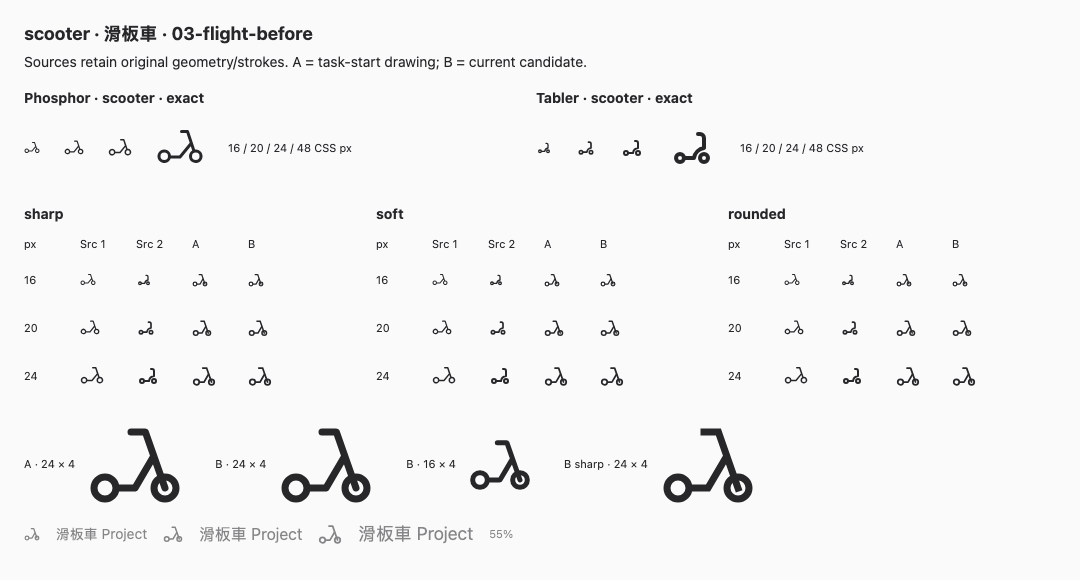 scooter · 滑板車 · 03-flight-before
Sources retain original geometry/strokes. A = task-start drawing; B = current candidate.
Phosphor · scooter · exact
Tabler · scooter · exact
16 / 20 / 24 / 48 CSS px
16 / 20 / 24 / 48 CSS px
sharp
soft
rounded
px Src 1 Src 2 A B
px Src 1 Src 2 A B
px Src 1 Src 2 A B
16
16
16
20
20
20
24
24
24
A · 24 × 4
B · 24 × 4
B · 16 × 4
B sharp · 24 × 4
滑板車 Project
滑板車 Project
滑板車 Project
55%